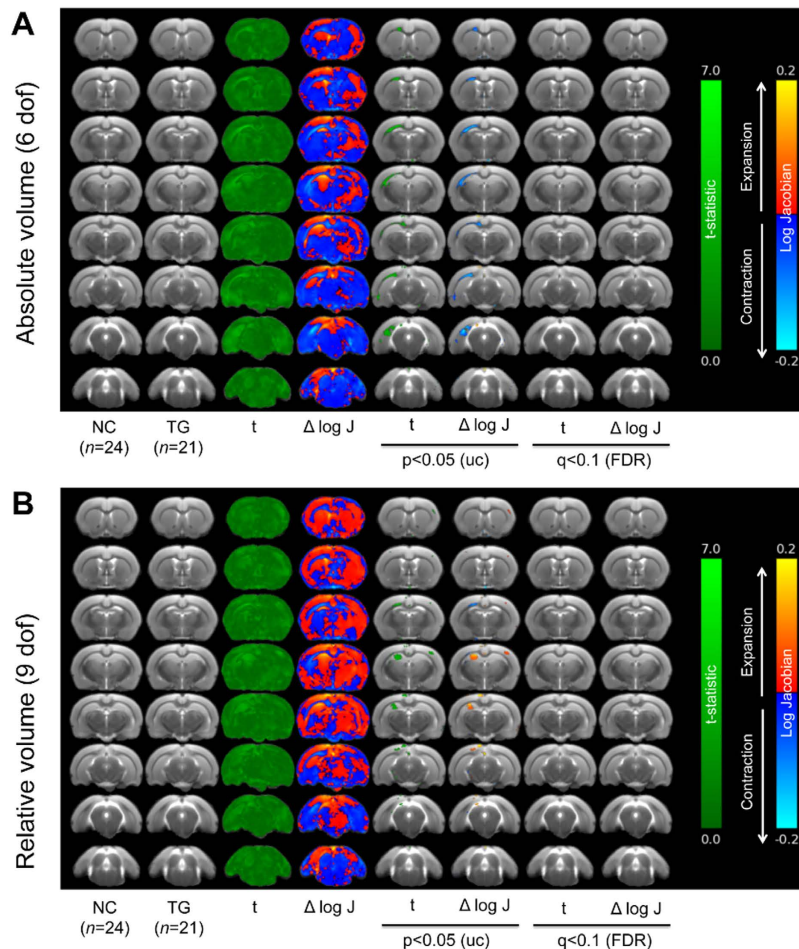 A
Absolute volume (6 dof)
7.0
t-statistic
0.0
Expansion
Contraction
0.2
Log Jacobian
-0.2
NC
(n=24)
TG
(n=21)
t
Δ log J
t
Δ log J
p<0.05 (uc)
t
Δ log J
q<0.1 (FDR)
B
Relative volume (9 dof)
7.0
t-statistic
0.0
Expansion
Contraction
0.2
Log Jacobian
-0.2
NC
(n=24)
TG
(n=21)
t
Δ log J
t
Δ log J
p<0.05 (uc)
t
Δ log J
q<0.1 (FDR)